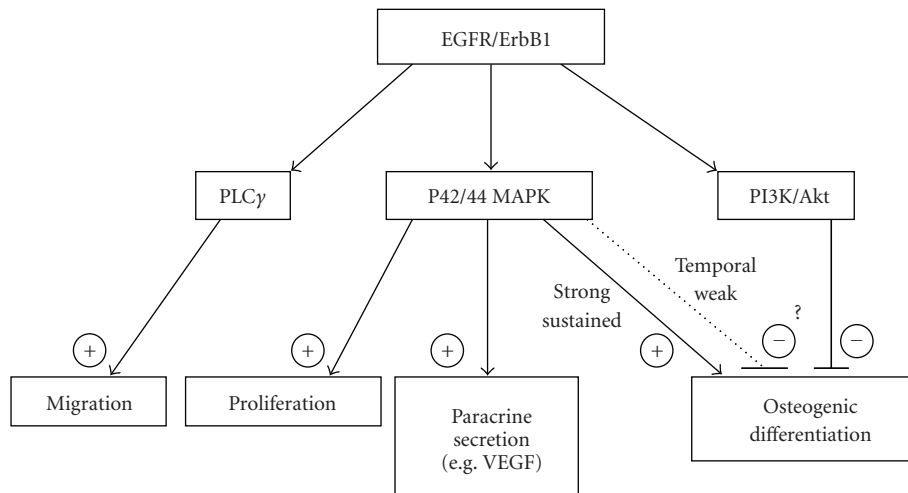 EGFR/ErbB1
PLCγ
P42/44 MAPK
PI3K/Akt
Temporal
weak
Strong
sustained
?
+
+
+
+
−
−
Migration
Proliferation
Paracrine
secretion
(e.g. VEGF)
Osteogenic
differentiation